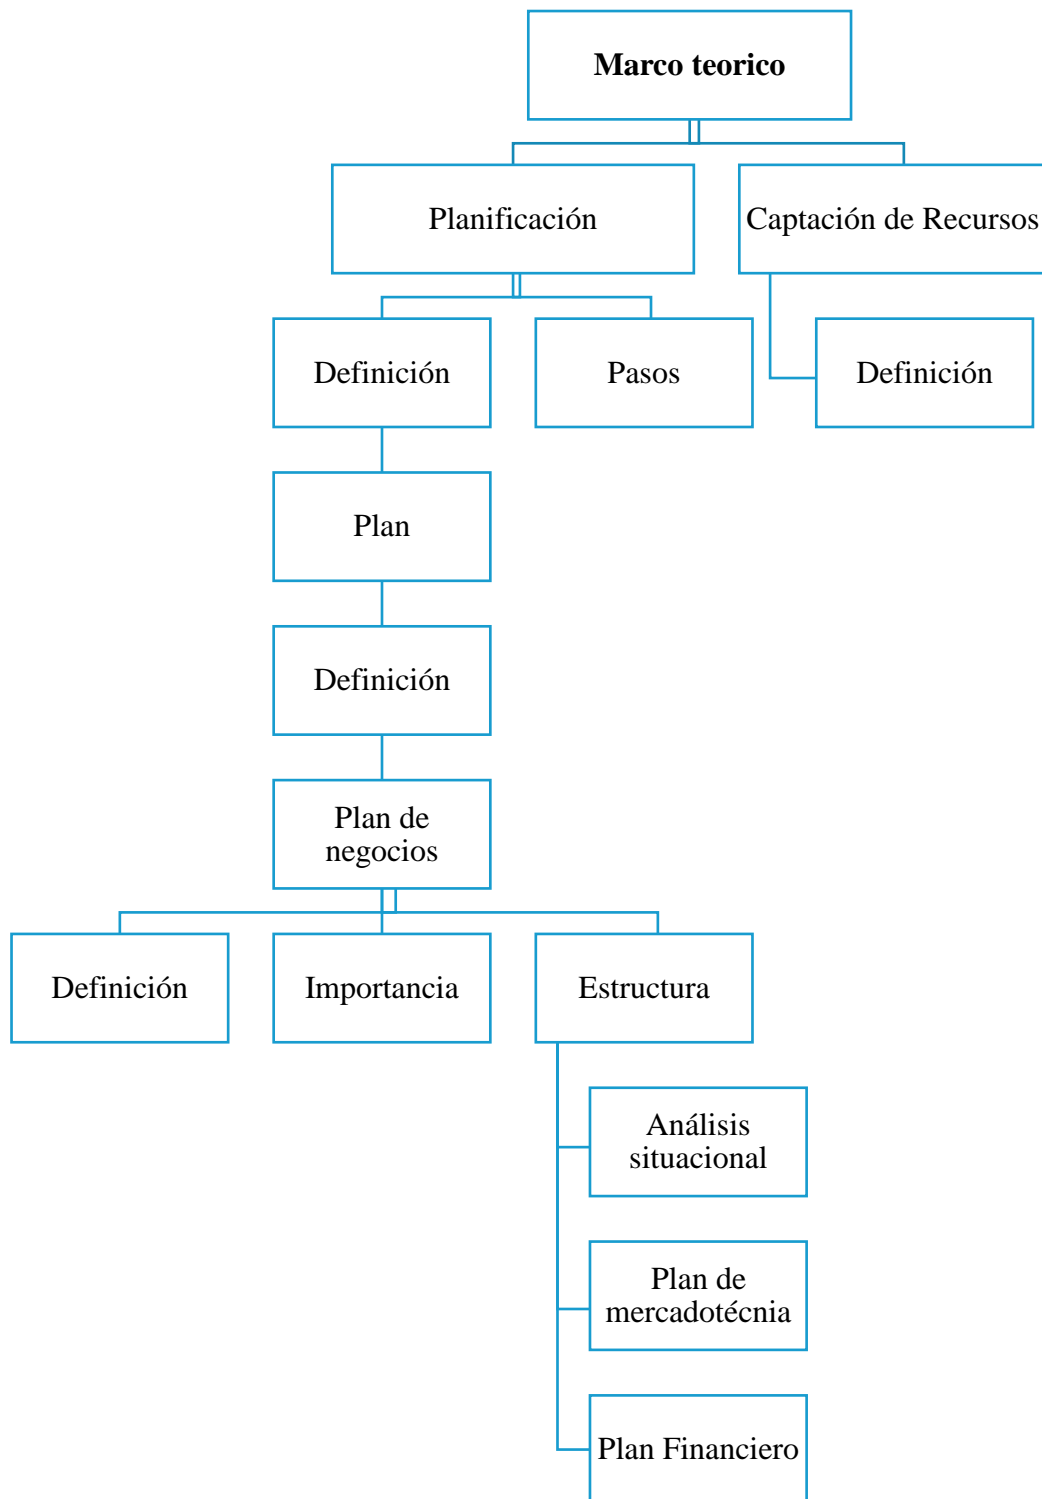 Marco teorico
Planificación
Captación de Recursos
Definición
Pasos
Definición
Plan
Definición
Plan de
negocios
Definición
Importancia
Estructura
Análisis
situacional
Plan de
mercadotécnia
Plan Financiero